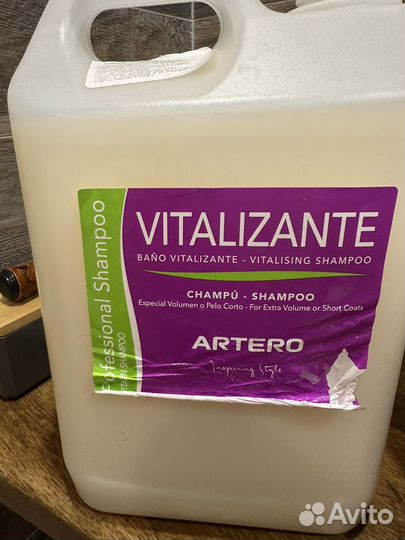 Professional Shampoo
VITALIZANTE
BAÑO VITALIZANTE - VITALISING SHAMPOO
CHAMPÚ - SHAMPOO
Especial Volumen o Pelo Corto - For Extra Volume or Short Coats
ARTERO
Inspiring Style
Avito